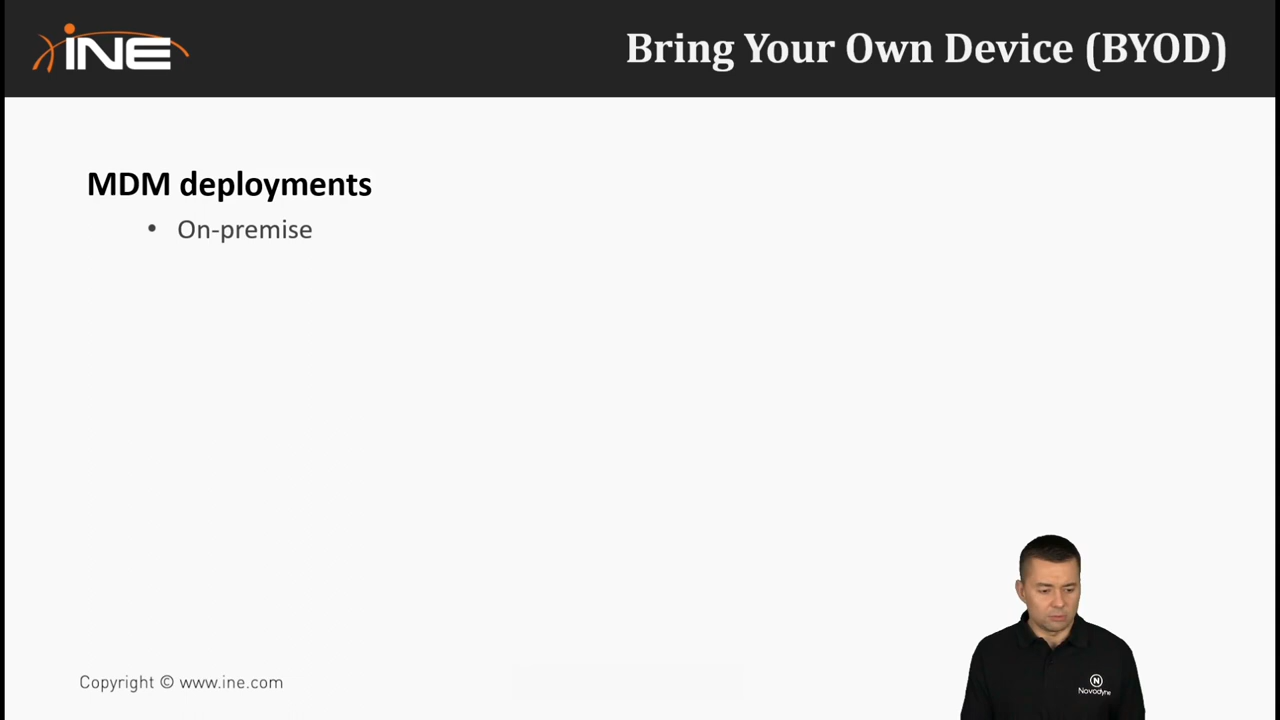 INE
Bring Your Own Device (BYOD)
MDM deployments
• On-premise
N
Novodyne
Copyright © www.ine.com